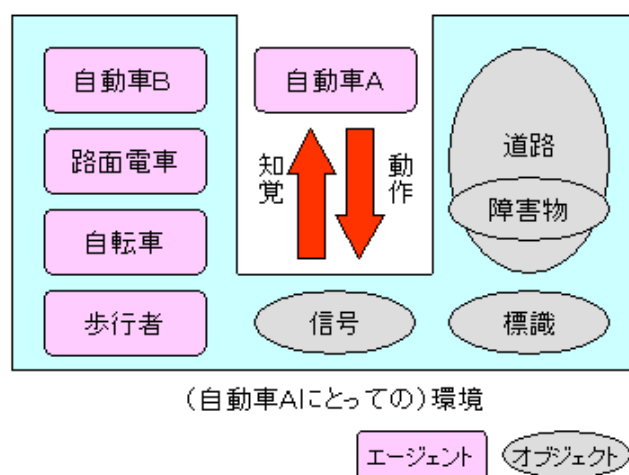 自動車B
自動車A
路面電車
知覚
動作
道路
障害物
自転車
歩行者
信号
標識
(自動車Aにとっての)環境
エージェント
オブジェクト